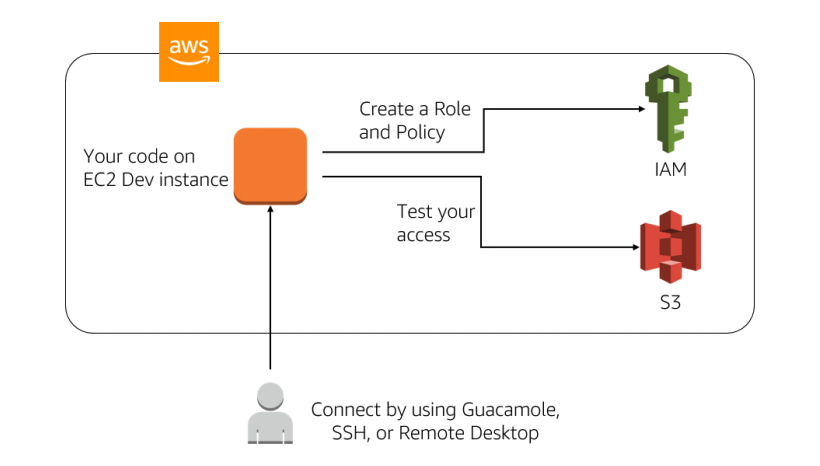 aws
Create a Role
and Policy
Your code on
EC2 Dev instance
IAM
Test your
access
S3
Connect by using Guacamole,
SSH, or Remote Desktop